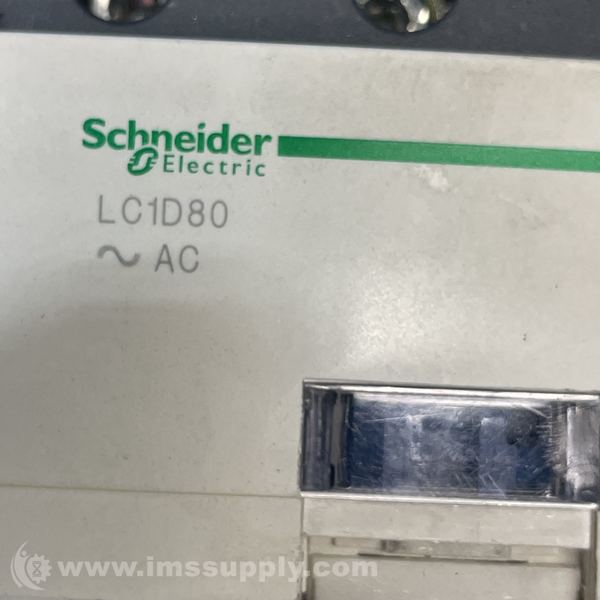 Schneider
Electric
LC1D80
~ AC
www.imssupply.com